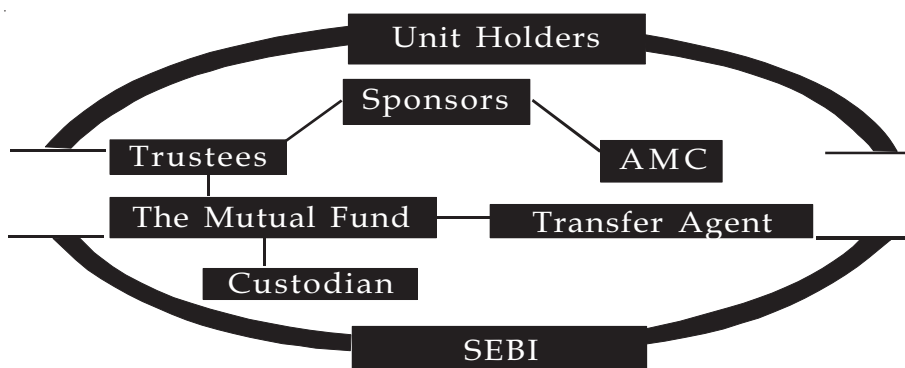 Unit Holders
Sponsors
Trustees
AMC
The Mutual Fund
Transfer Agent
Custodian
SEBI